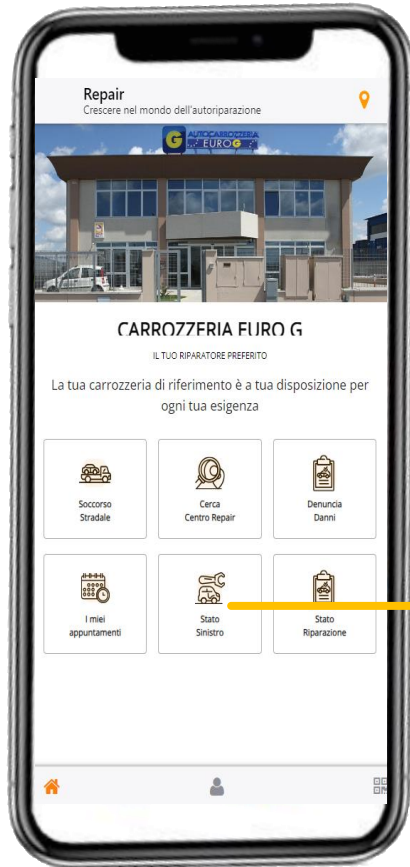 Repair
Crescere nel mondo dell'autoriparazione
G AUTOCARROZZERIA
EURO G
CARROZZERIA EURO G
IL TUO RIPARATORE PREFERITO
La tua carrozzeria di riferimento è a tua disposizione per
ogni tua esigenza
Soccorso
Stradale
Cerca
Centro Repair
Denuncia
Danni
I miei
appuntamenti
Stato
Sinistro
Stato
Riparazione